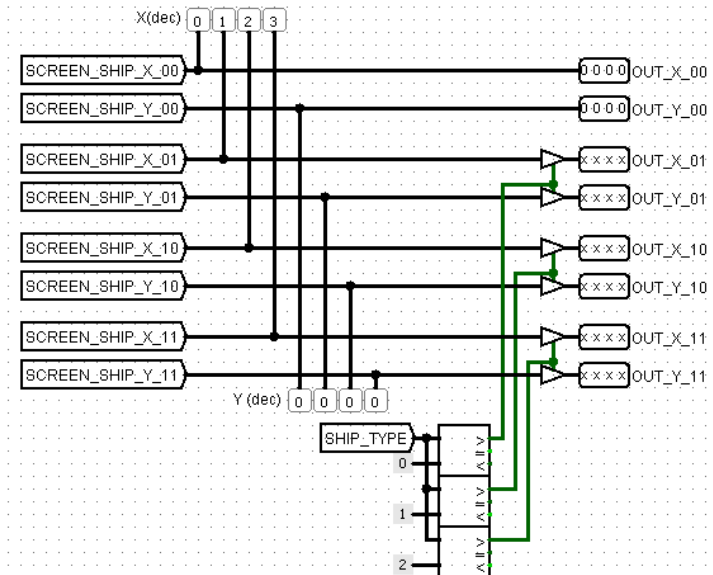 X(dec) 0 1 2 3
SCREEN_SHIP_X_00 0000 OUT_X_00
SCREEN_SHIP_Y_00 0000 OUT_Y_00
SCREEN_SHIP_X_01 xxxx OUT_X_01
SCREEN_SHIP_Y_01 xxxx OUT_Y_01
SCREEN_SHIP_X_10 xxxx OUT_X_10
SCREEN_SHIP_Y_10 xxxx OUT_Y_10
SCREEN_SHIP_X_11 xxxx OUT_X_11
SCREEN_SHIP_Y_11 xxxx OUT_Y_11
Y (dec) 0 0 0 0
SHIP_TYPE >
=
0 <
>
=
1 <
>
=
2 <